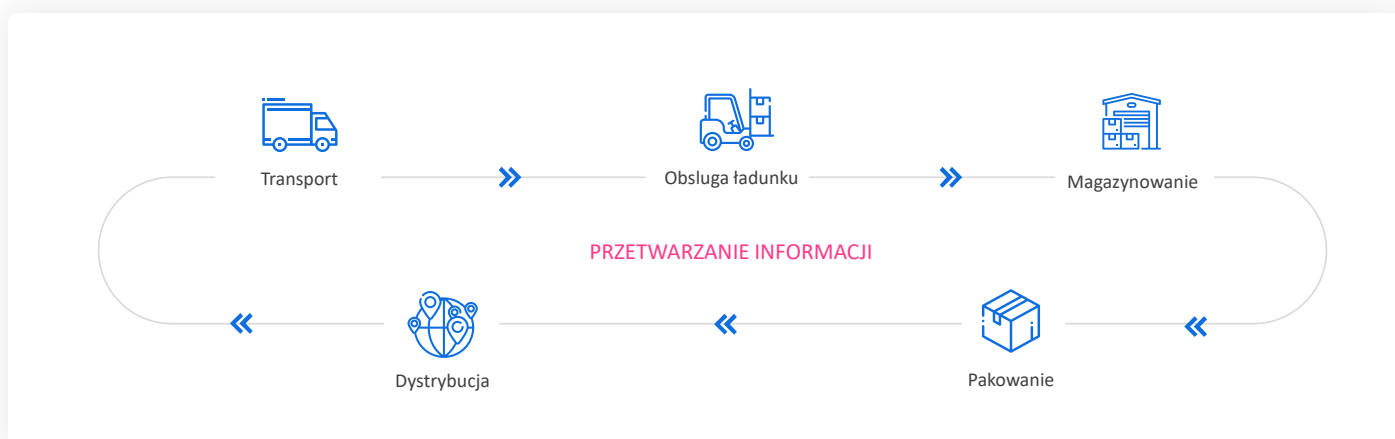 Transport
Obsluga ładunku
Magazynowanie
PRZETWARZANIE INFORMACJI
Dystrybucja
Pakowanie